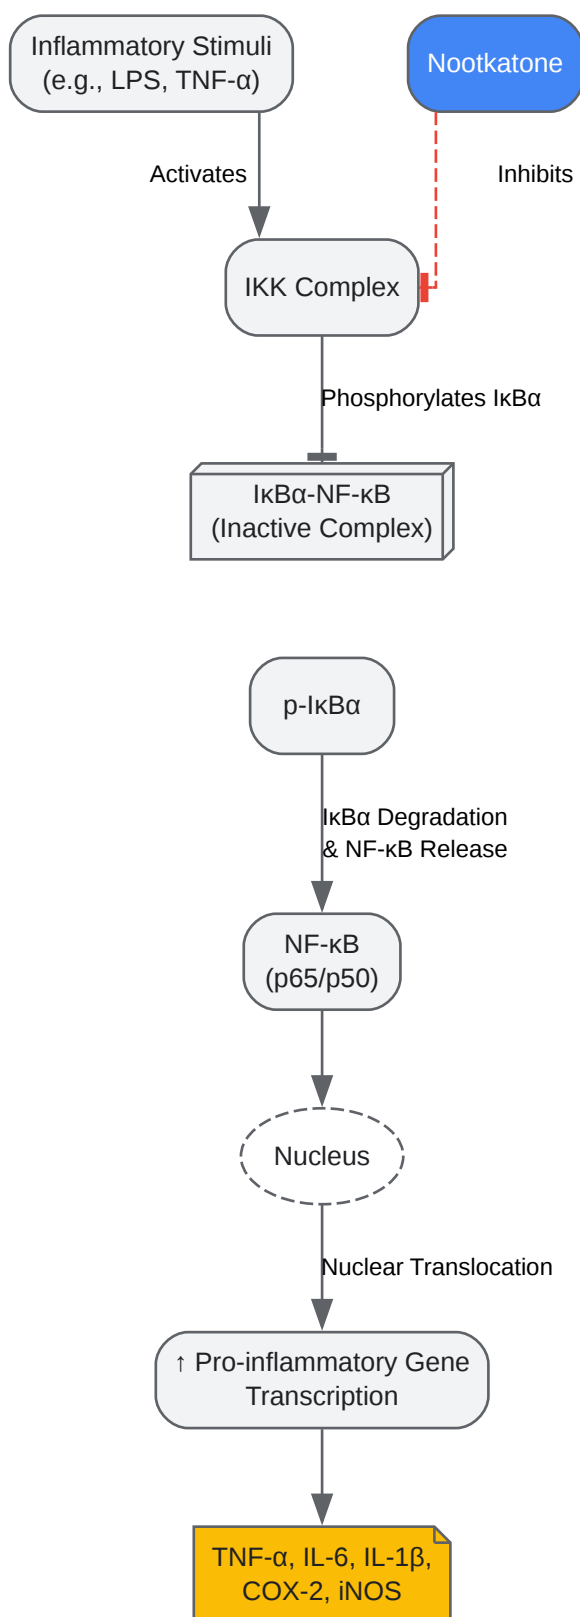 Inflammatory Stimuli
(e.g., LPS, TNF-α)
Nootkatone
Activates
Inhibits
IKK Complex
Phosphorylates IκBα
IκBα-NF-κB
(Inactive Complex)
p-IκBα
IκBα Degradation
& NF-κB Release
NF-κB
(p65/p50)
Nucleus
Nuclear Translocation
↑ Pro-inflammatory Gene
Transcription
TNF-α, IL-6, IL-1β,
COX-2, iNOS